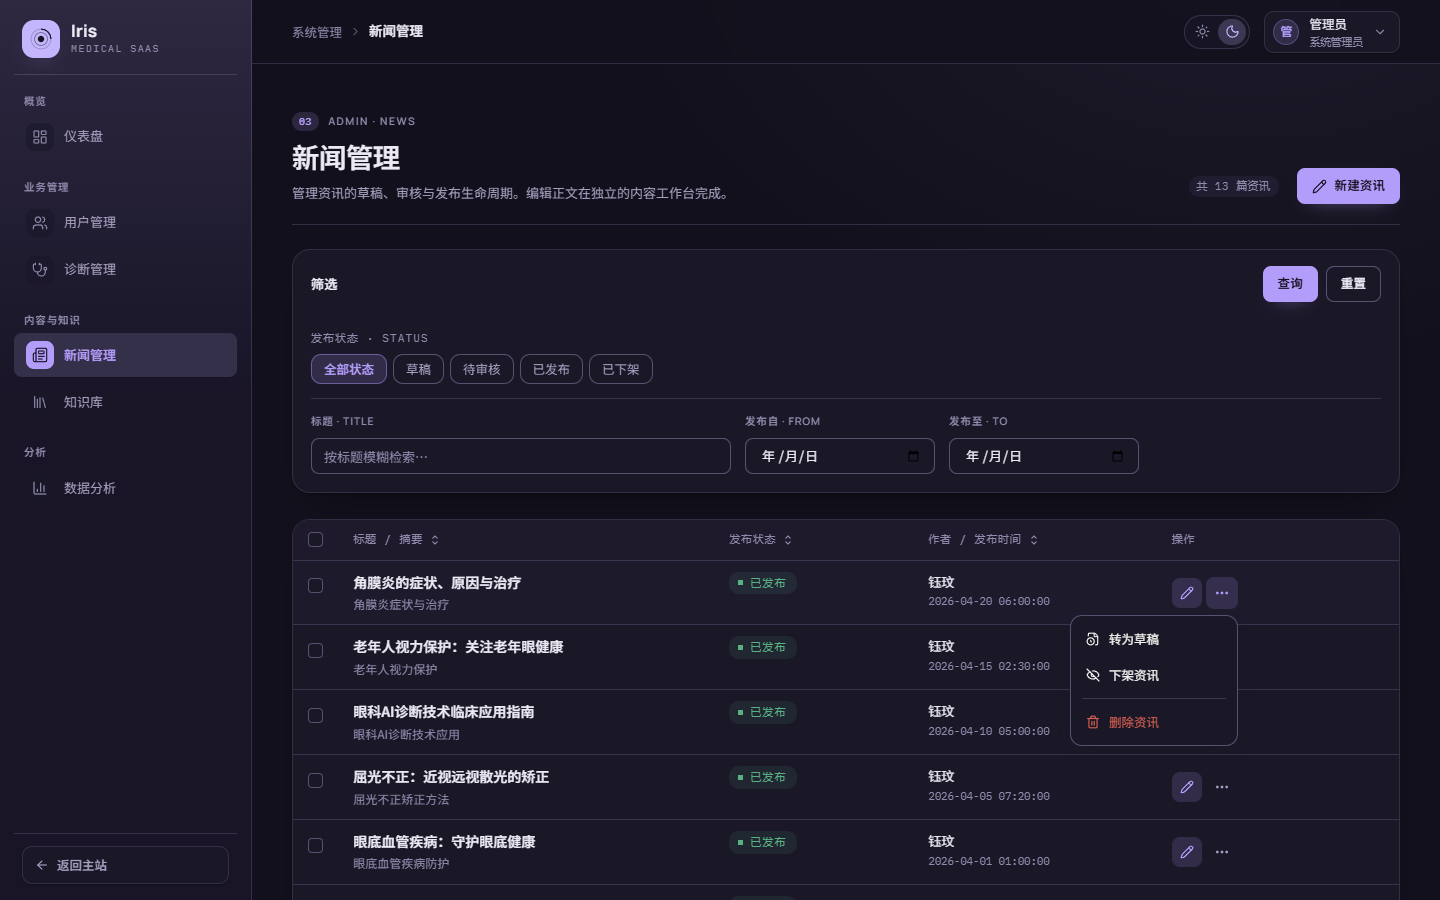 Iris
MEDICAL SAAS
概览
仪表盘
业务管理
用户管理
诊断管理
内容与知识
新闻管理
知识库
分析
数据分析
返回主站
系统管理 > 新闻管理
管
管理员
系统管理员
03 ADMIN · NEWS
新闻管理
管理资讯的草稿、审核与发布生命周期。编辑正文在独立的内容工作台完成。
共 13 篇资讯
新建资讯
筛选
查询
重置
发布状态 · STATUS
全部状态 草稿 待审核 已发布 已下架
标题 · TITLE
发布自 · FROM
发布至 · TO
按标题模糊检索…
年 /月/日
年 /月/日
标题 / 摘要
发布状态
作者 / 发布时间
操作
角膜炎的症状、原因与治疗
角膜炎症状与治疗
已发布
钰玟
2026-04-20 06:00:00
老年人视力保护：关注老年眼健康
老年人视力保护
已发布
钰玟
2026-04-15 02:30:00
眼科AI诊断技术临床应用指南
眼科AI诊断技术应用
已发布
钰玟
2026-04-10 05:00:00
转为草稿
下架资讯
删除资讯
屈光不正：近视远视散光的矫正
屈光不正矫正方法
已发布
钰玟
2026-04-05 07:20:00
眼底血管疾病：守护眼底健康
眼底血管疾病防护
已发布
钰玟
2026-04-01 01:00:00